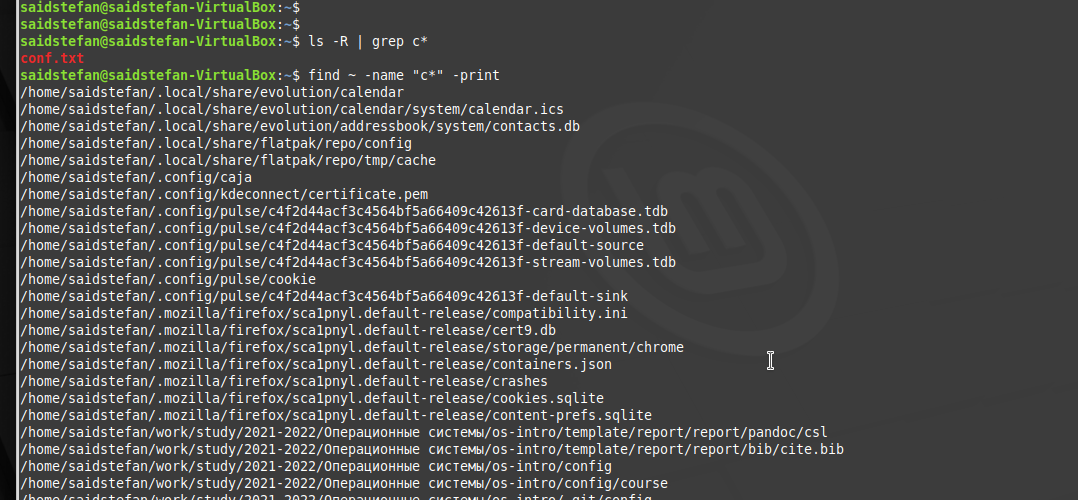 saidstefan@saidstefan-VirtualBox:~$
saidstefan@saidstefan-VirtualBox:~$
saidstefan@saidstefan-VirtualBox:~$ ls -R | grep c*
conf.txt
saidstefan@saidstefan-VirtualBox:~$ find ~ -name "c*" -print
/home/saidstefan/.local/share/evolution/calendar
/home/saidstefan/.local/share/evolution/calendar/system/calendar.ics
/home/saidstefan/.local/share/evolution/addressbook/system/contacts.db
/home/saidstefan/.local/share/flatpak/repo/config
/home/saidstefan/.local/share/flatpak/repo/tmp/cache
/home/saidstefan/.config/caja
/home/saidstefan/.config/kdeconnect/certificate.pem
/home/saidstefan/.config/pulse/c4f2d44acf3c4564bf5a66409c42613f-card-database.tdb
/home/saidstefan/.config/pulse/c4f2d44acf3c4564bf5a66409c42613f-device-volumes.tdb
/home/saidstefan/.config/pulse/c4f2d44acf3c4564bf5a66409c42613f-default-source
/home/saidstefan/.config/pulse/c4f2d44acf3c4564bf5a66409c42613f-stream-volumes.tdb
/home/saidstefan/.config/pulse/cookie
/home/saidstefan/.config/pulse/c4f2d44acf3c4564bf5a66409c42613f-default-sink
/home/saidstefan/.mozilla/firefox/sca1pnyl.default-release/compatibility.ini
/home/saidstefan/.mozilla/firefox/sca1pnyl.default-release/cert9.db
/home/saidstefan/.mozilla/firefox/sca1pnyl.default-release/storage/permanent/chrome
/home/saidstefan/.mozilla/firefox/sca1pnyl.default-release/containers.json
/home/saidstefan/.mozilla/firefox/sca1pnyl.default-release/crashes
/home/saidstefan/.mozilla/firefox/sca1pnyl.default-release/cookies.sqlite
/home/saidstefan/.mozilla/firefox/sca1pnyl.default-release/content-prefs.sqlite
/home/saidstefan/work/study/2021-2022/Операционные системы/os-intro/template/report/report/pandoc/csl
/home/saidstefan/work/study/2021-2022/Операционные системы/os-intro/template/report/report/bib/cite.bib
/home/saidstefan/work/study/2021-2022/Операционные системы/os-intro/config
/home/saidstefan/work/study/2021-2022/Операционные системы/os-intro/config/course
/home/saidstefan/work/study/2021-2022/Операционные системы/os-intro/.git/config